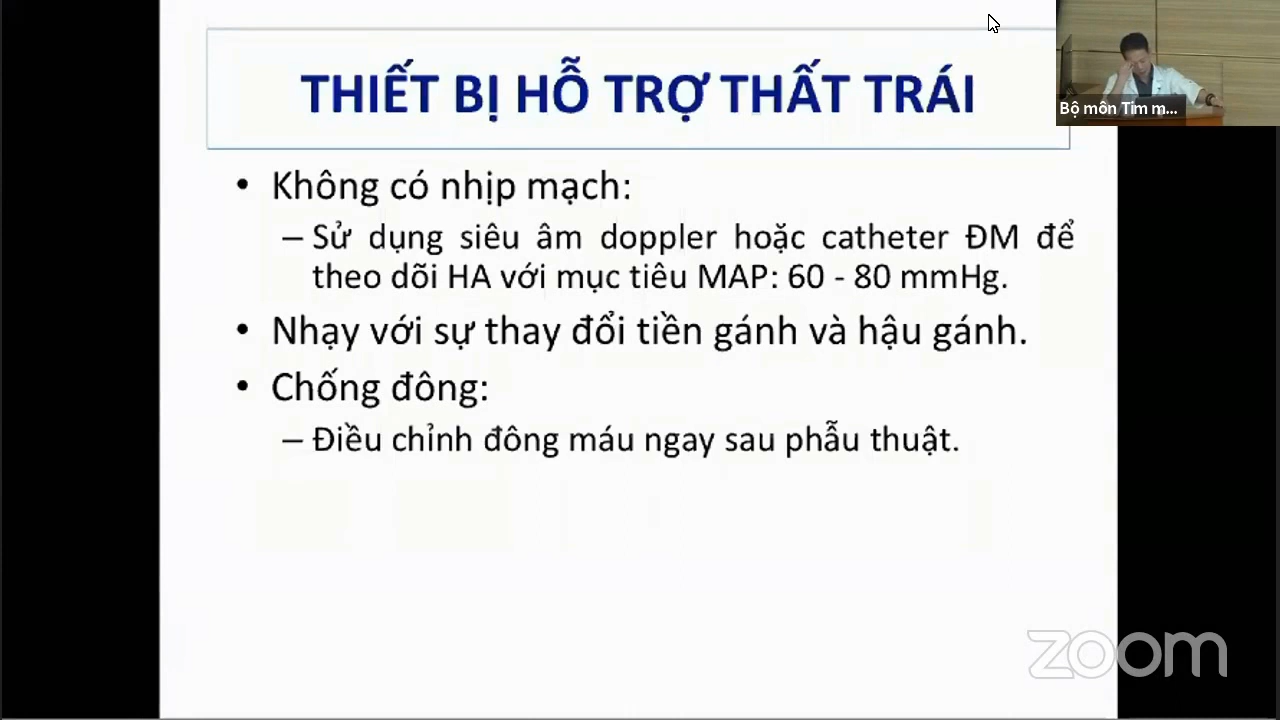 THIẾT BỊ HỖ TRỢ THẤT TRÁI
Bộ môn Tim m...
• Không có nhịp mạch:
– Sử dụng siêu âm doppler hoặc catheter ĐM để
theo dõi HA với mục tiêu MAP: 60 - 80 mmHg.
• Nhạy với sự thay đổi tiền gánh và hậu gánh.
• Chống đông:
– Điều chỉnh đông máu ngay sau phẫu thuật.
zoom